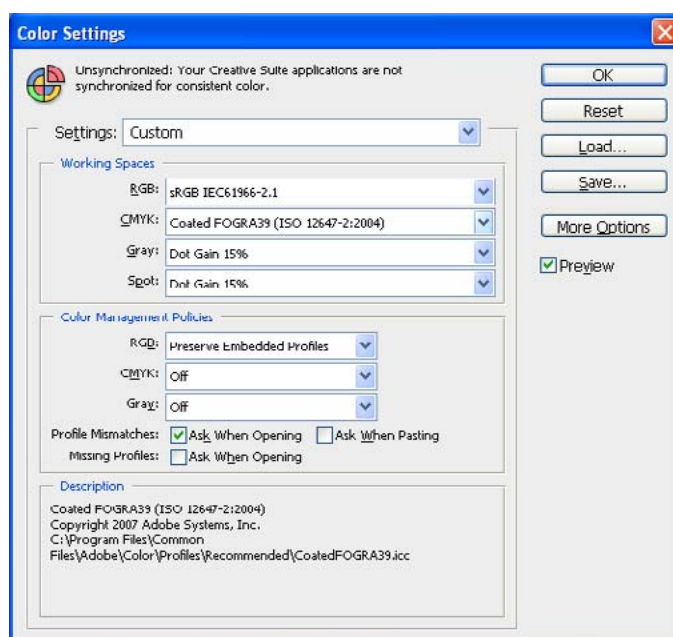 Color Settings
Unsynchronized: Your Creative Suite applications are not
synchronized for consistent color.
OK
Reset
Load...
Save...
More Options
Preview
Settings: Custom
Working Spaces
RGB: sRGB IEC61966-2.1
CMYK: Coated FOGRA39 (ISO 12647-2:2004)
Gray: Dot Gain 15%
Spot: Dot Gain 15%
Color Management Policies
RGB: Preserve Embedded Profiles
CMYK: Off
Gray: Off
Profile Mismatches: Ask When Opening Ask When Pasting
Missing Profiles: Ask When Opening
Description
Coated FOGRA39 (ISO 12647-2:2004)
Copyright 2007 Adobe Systems, Inc.
C:\Program Files\Common
Files\Adobe\Color\Profiles\Recommended\CoatedFOGRA39.icc